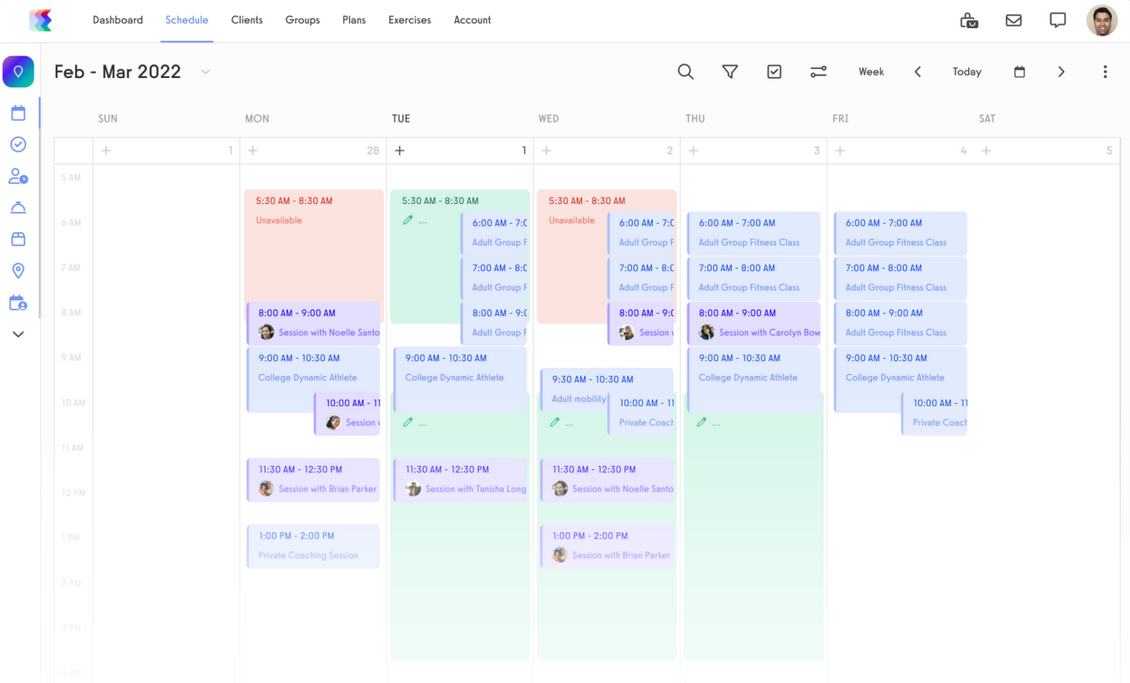 Dashboard
Schedule
Clients
Groups
Plans
Exercises
Account
Feb - Mar 2022
Week
Today
SUN
MON
TUE
WED
THU
FRI
SAT
+ 1
+ 28
+ 1
+ 2
+ 3
+ 4
+ 5
5 AM
6 AM
7 AM
8 AM
9 AM
10 AM
11 AM
12 PM
1 PM
2 PM
3 PM
4 PM
5:30 AM - 8:30 AM
Unavailable
8:00 AM - 9:00 AM
Session with Noelle Santo
9:00 AM - 10:30 AM
College Dynamic Athlete
10:00 AM - 11
Session
11:30 AM - 12:30 PM
Session with Brian Parker
1:00 PM - 2:00 PM
Private Coaching Session
5:30 AM - 8:30 AM
...
6:00 AM - 7:0
Adult Group F
7:00 AM - 8:0
Adult Group F
8:00 AM - 9:0
Adult Group F
9:00 AM - 10:30 AM
College Dynamic Athlete
...
11:30 AM - 12:30 PM
Session with Tanisha Long
5:30 AM - 8:30 AM
Unavailable
6:00 AM - 7:0
Adult Group F
7:00 AM - 8:0
Adult Group F
8:00 AM - 9:
Session
9:30 AM - 10:30 AM
Adult mobility
10:00 AM - 11
Private Coach
...
11:30 AM - 12:30 PM
Session with Noelle Santo
1:00 PM - 2:00 PM
Session with Brian Parker
6:00 AM - 7:00 AM
Adult Group Fitness Class
7:00 AM - 8:00 AM
Adult Group Fitness Class
8:00 AM - 9:00 AM
Session with Carolyn Bow
9:00 AM - 10:30 AM
College Dynamic Athlete
...
6:00 AM - 7:00 AM
Adult Group Fitness Class
7:00 AM - 8:00 AM
Adult Group Fitness Class
8:00 AM - 9:00 AM
Adult Group Fitness Class
9:00 AM - 10:30 AM
College Dynamic Athlete
10:00 AM - 11
Private Coach